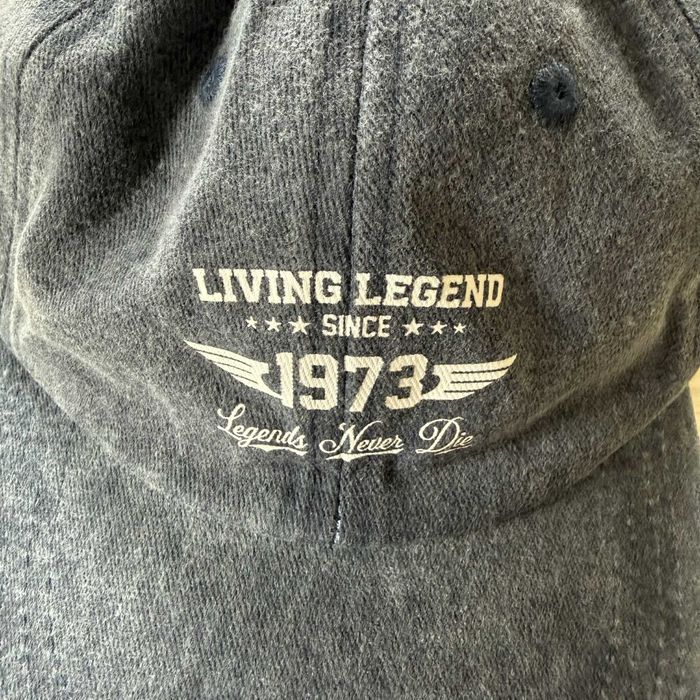 LIVING LEGEND
★★★ SINCE ★★★
1973
Legends Never Die